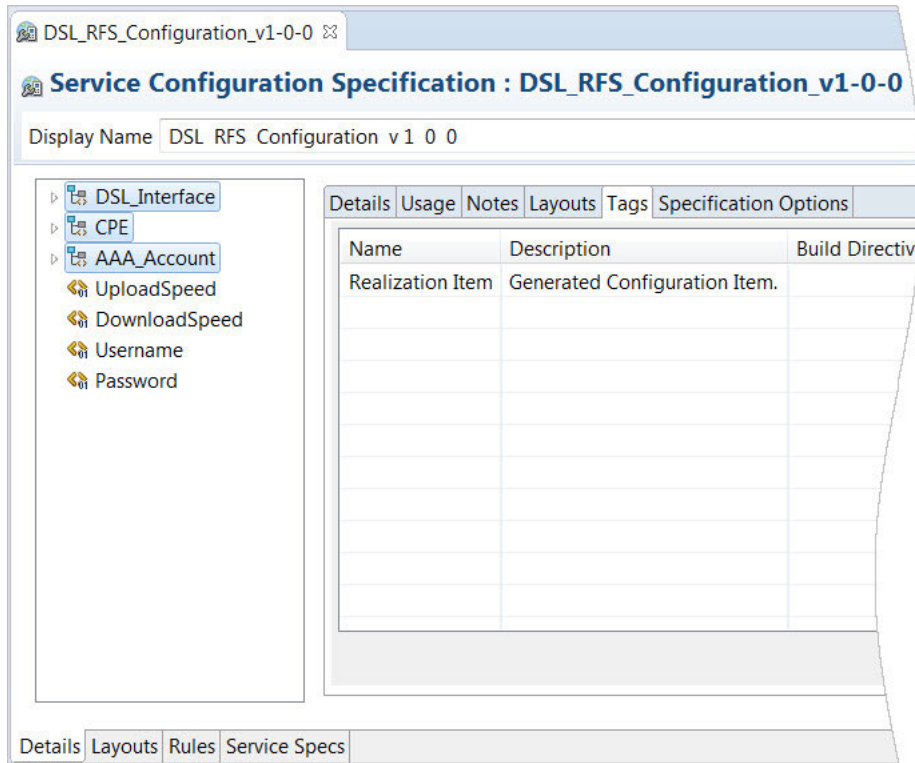 DSL_RFS_Configuration_v1-0-0
Service Configuration Specification : DSL_RFS_Configuration_v1-0-0
Display Name DSL RFS Configuration v 1 0 0
DSL_Interface
CPE
AAA_Account
UploadSpeed
DownloadSpeed
Username
Password
Details Usage Notes Layouts Tags Specification Options
Name Description Build Directiv
Realization Item Generated Configuration Item.
Details Layouts Rules Service Specs